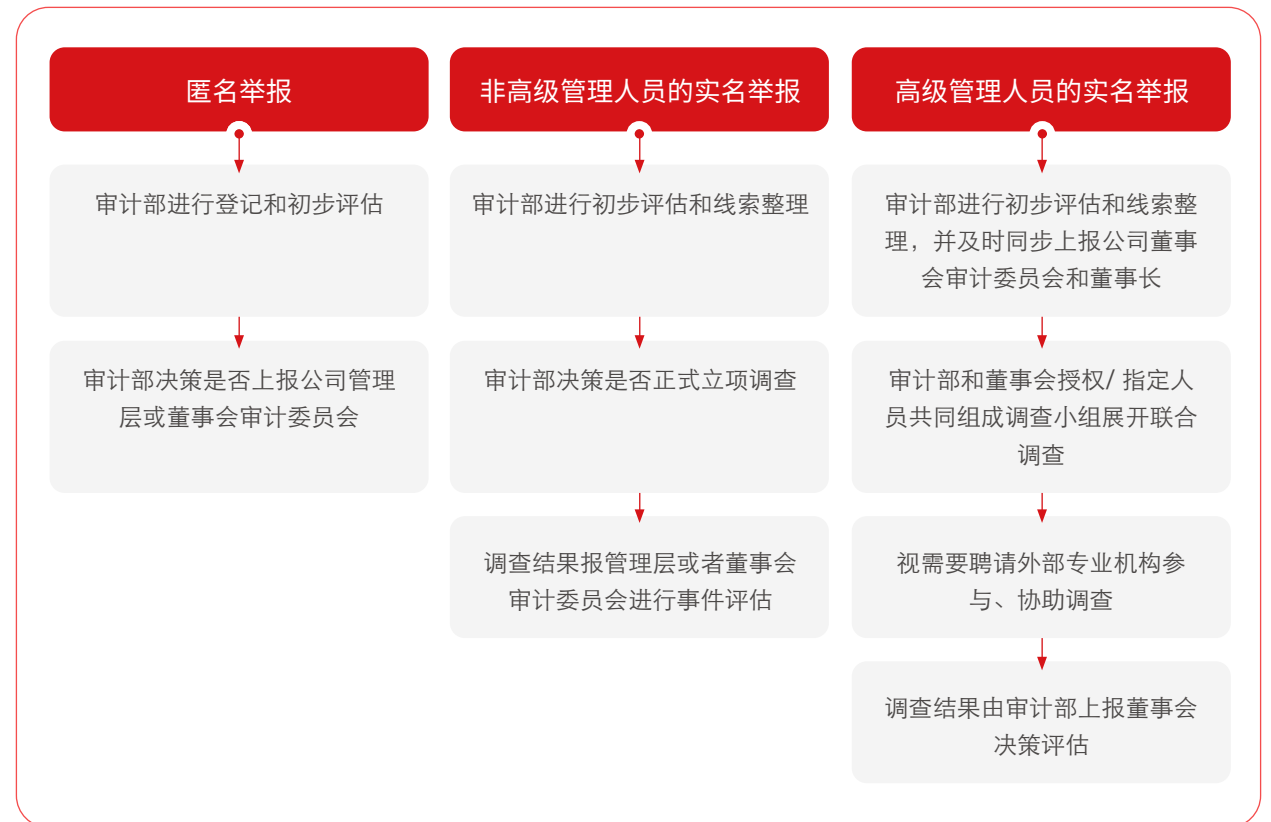 匿名举报
审计部进行登记和初步评估
审计部决策是否上报公司管理
层或董事会审计委员会
非高级管理人员的实名举报
审计部进行初步评估和线索整理
审计部决策是否正式立项调查
调查结果报管理层或者董事会
审计委员会进行事件评估
高级管理人员的实名举报
审计部进行初步评估和线索整
理，并及时同步上报公司董事
会审计委员会和董事长
审计部和董事会授权/ 指定人
员共同组成调查小组展开联合
调查
视需要聘请外部专业机构参
与、协助调查
调查结果由审计部上报董事会
决策评估